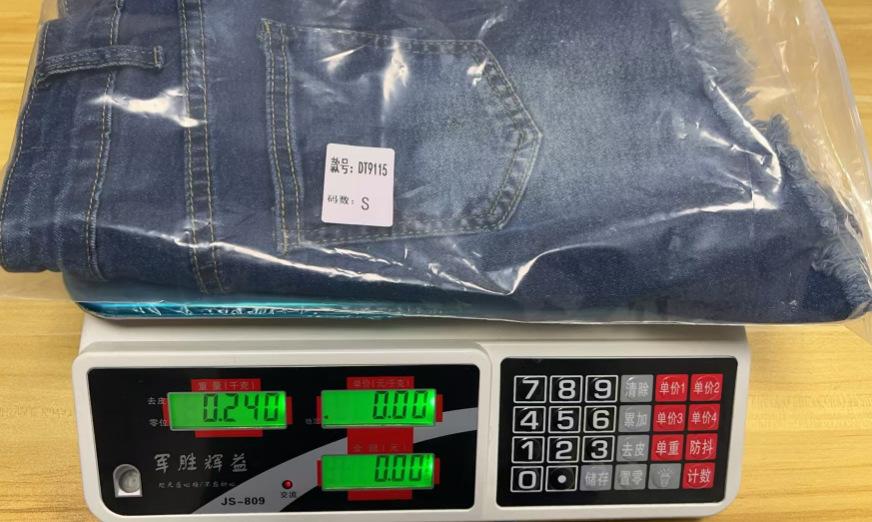 款号: DT9115
码数: S
重量(千克)
单价(元/千克)
去皮
零位
0.240
0.00
金额(元)
0.00
军胜辉益
JS-809
交流
7 8 9 清除 单价1 单价2
4 5 6 累加 单价3 单价4
1 2 3 去皮 单重 防抖
0 . 储存 置零 计数